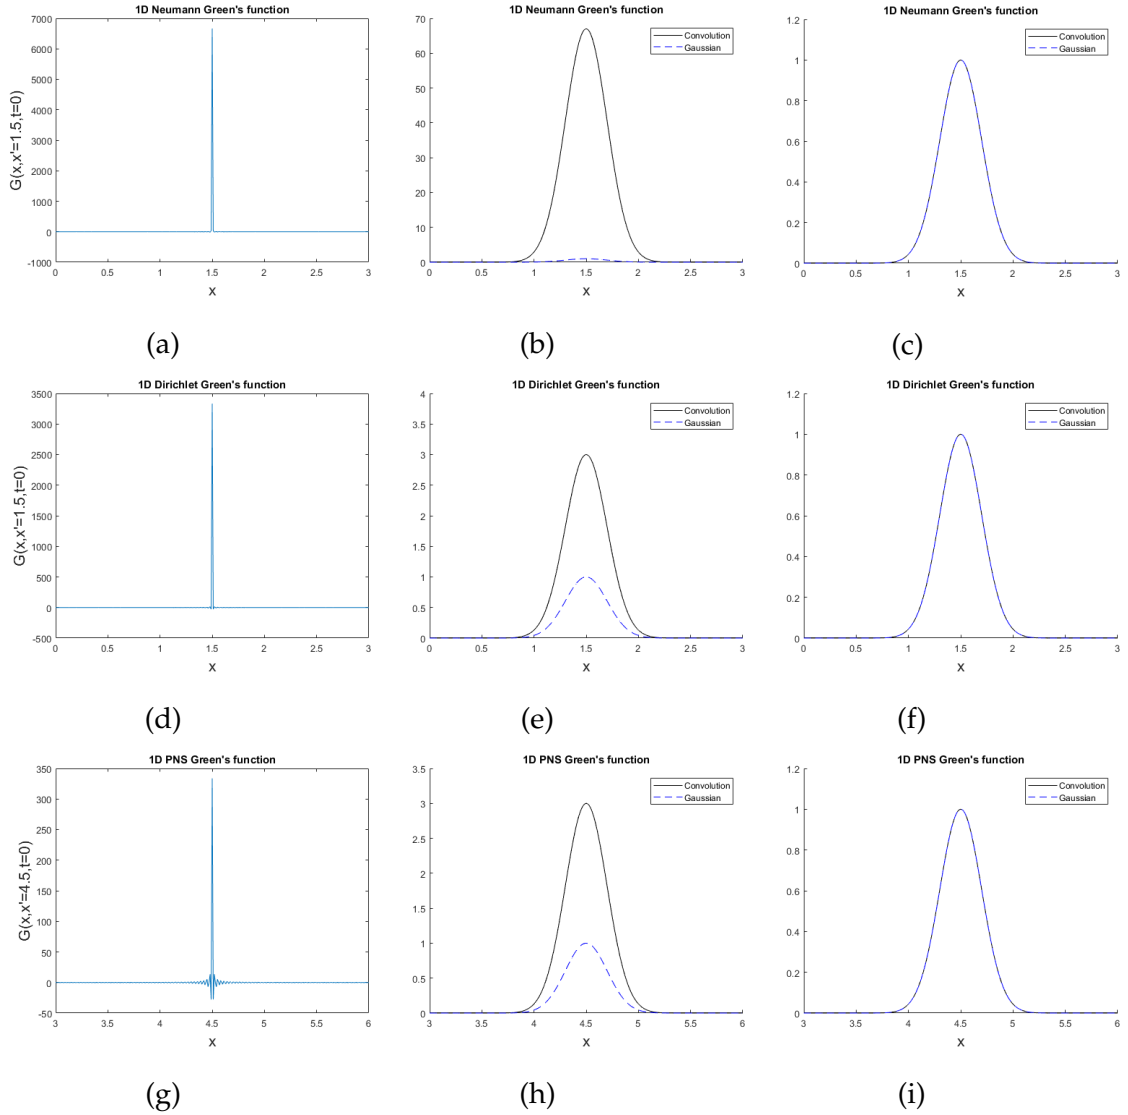 1D Neumann Green's function
G(x,x'=1.5,t=0)
7000
6000
5000
4000
3000
2000
1000
0
-1000
0 0.5 1 1.5 2 2.5 3
x
(a)
1D Neumann Green's function
Convolution
Gaussian
70
60
50
40
30
20
10
0
0 0.5 1 1.5 2 2.5 3
x
(b)
1D Neumann Green's function
Convolution
Gaussian
1.2
1
0.8
0.6
0.4
0.2
0
0 0.5 1 1.5 2 2.5 3
x
(c)
1D Dirichlet Green's function
G(x,x'=1.5,t=0)
3500
3000
2500
2000
1500
1000
500
0
-500
0 0.5 1 1.5 2 2.5 3
x
(d)
1D Dirichlet Green's function
Convolution
Gaussian
4
3.5
3
2.5
2
1.5
1
0.5
0
0 0.5 1 1.5 2 2.5 3
x
(e)
1D Dirichlet Green's function
Convolution
Gaussian
1.2
1
0.8
0.6
0.4
0.2
0
0 0.5 1 1.5 2 2.5 3
x
(f)
1D PNS Green's function
G(x,x'=4.5,t=0)
350
300
250
200
150
100
50
0
-50
3 3.5 4 4.5 5 5.5 6
x
(g)
1D PNS Green's function
Convolution
Gaussian
3.5
3
2.5
2
1.5
1
0.5
0
3 3.5 4 4.5 5 5.5 6
x
(h)
1D PNS Green's function
Convolution
Gaussian
1.2
1
0.8
0.6
0.4
0.2
0
3 3.5 4 4.5 5 5.5 6
x
(i)